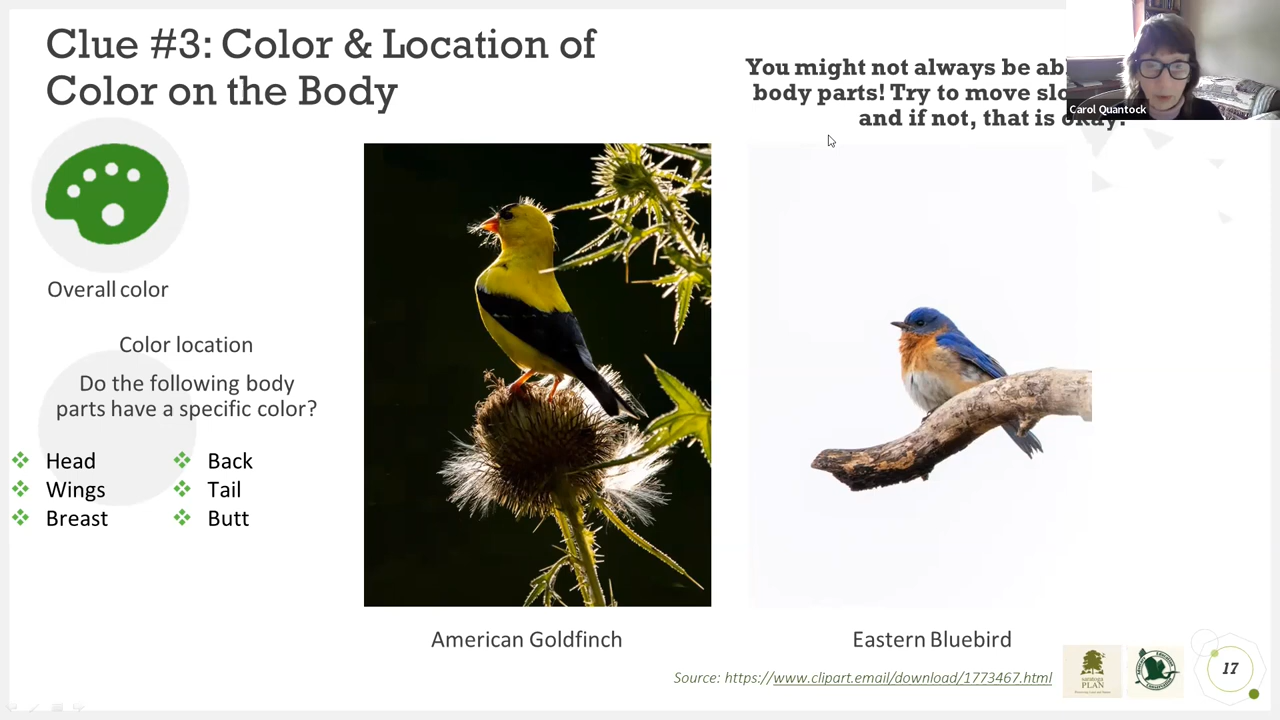 Clue #3: Color & Location of
Color on the Body
You might not always be
body parts! Try to move
and if not, that is okay!
Carol Quantock
Overall color
Color location
Do the following body
parts have a specific color?
Head
Back
Wings
Tail
Breast
Butt
American Goldfinch
Eastern Bluebird
Source: https://www.clipart.email/download/1773467.html
saratoga
PLAN
17